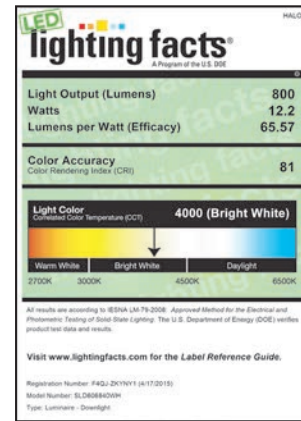 HALO
LED
lighting facts®
A Program of the U.S. DOE
Light Output (Lumens) 800
Watts 12.2
Lumens per Watt (Efficacy) 65.57
Color Accuracy 81
Color Rendering Index (CRI)
Light Color
Correlated Color Temperature (CCT) 4000 (Bright White)
Warm White Bright White Daylight
2700K 3000K 4500K 6500K
All results are according to IESNA LM-79-2008: Approved Method for the Electrical and
Photometric Testing of Solid-State Lighting. The U.S. Department of Energy (DOE) verifies
product test data and results.
Visit www.lightingfacts.com for the Label Reference Guide.
Registration Number: F4QJ-ZKYNY1 (4/17/2015)
Model Number: SLD606840WH
Type: Luminaire - Downlight